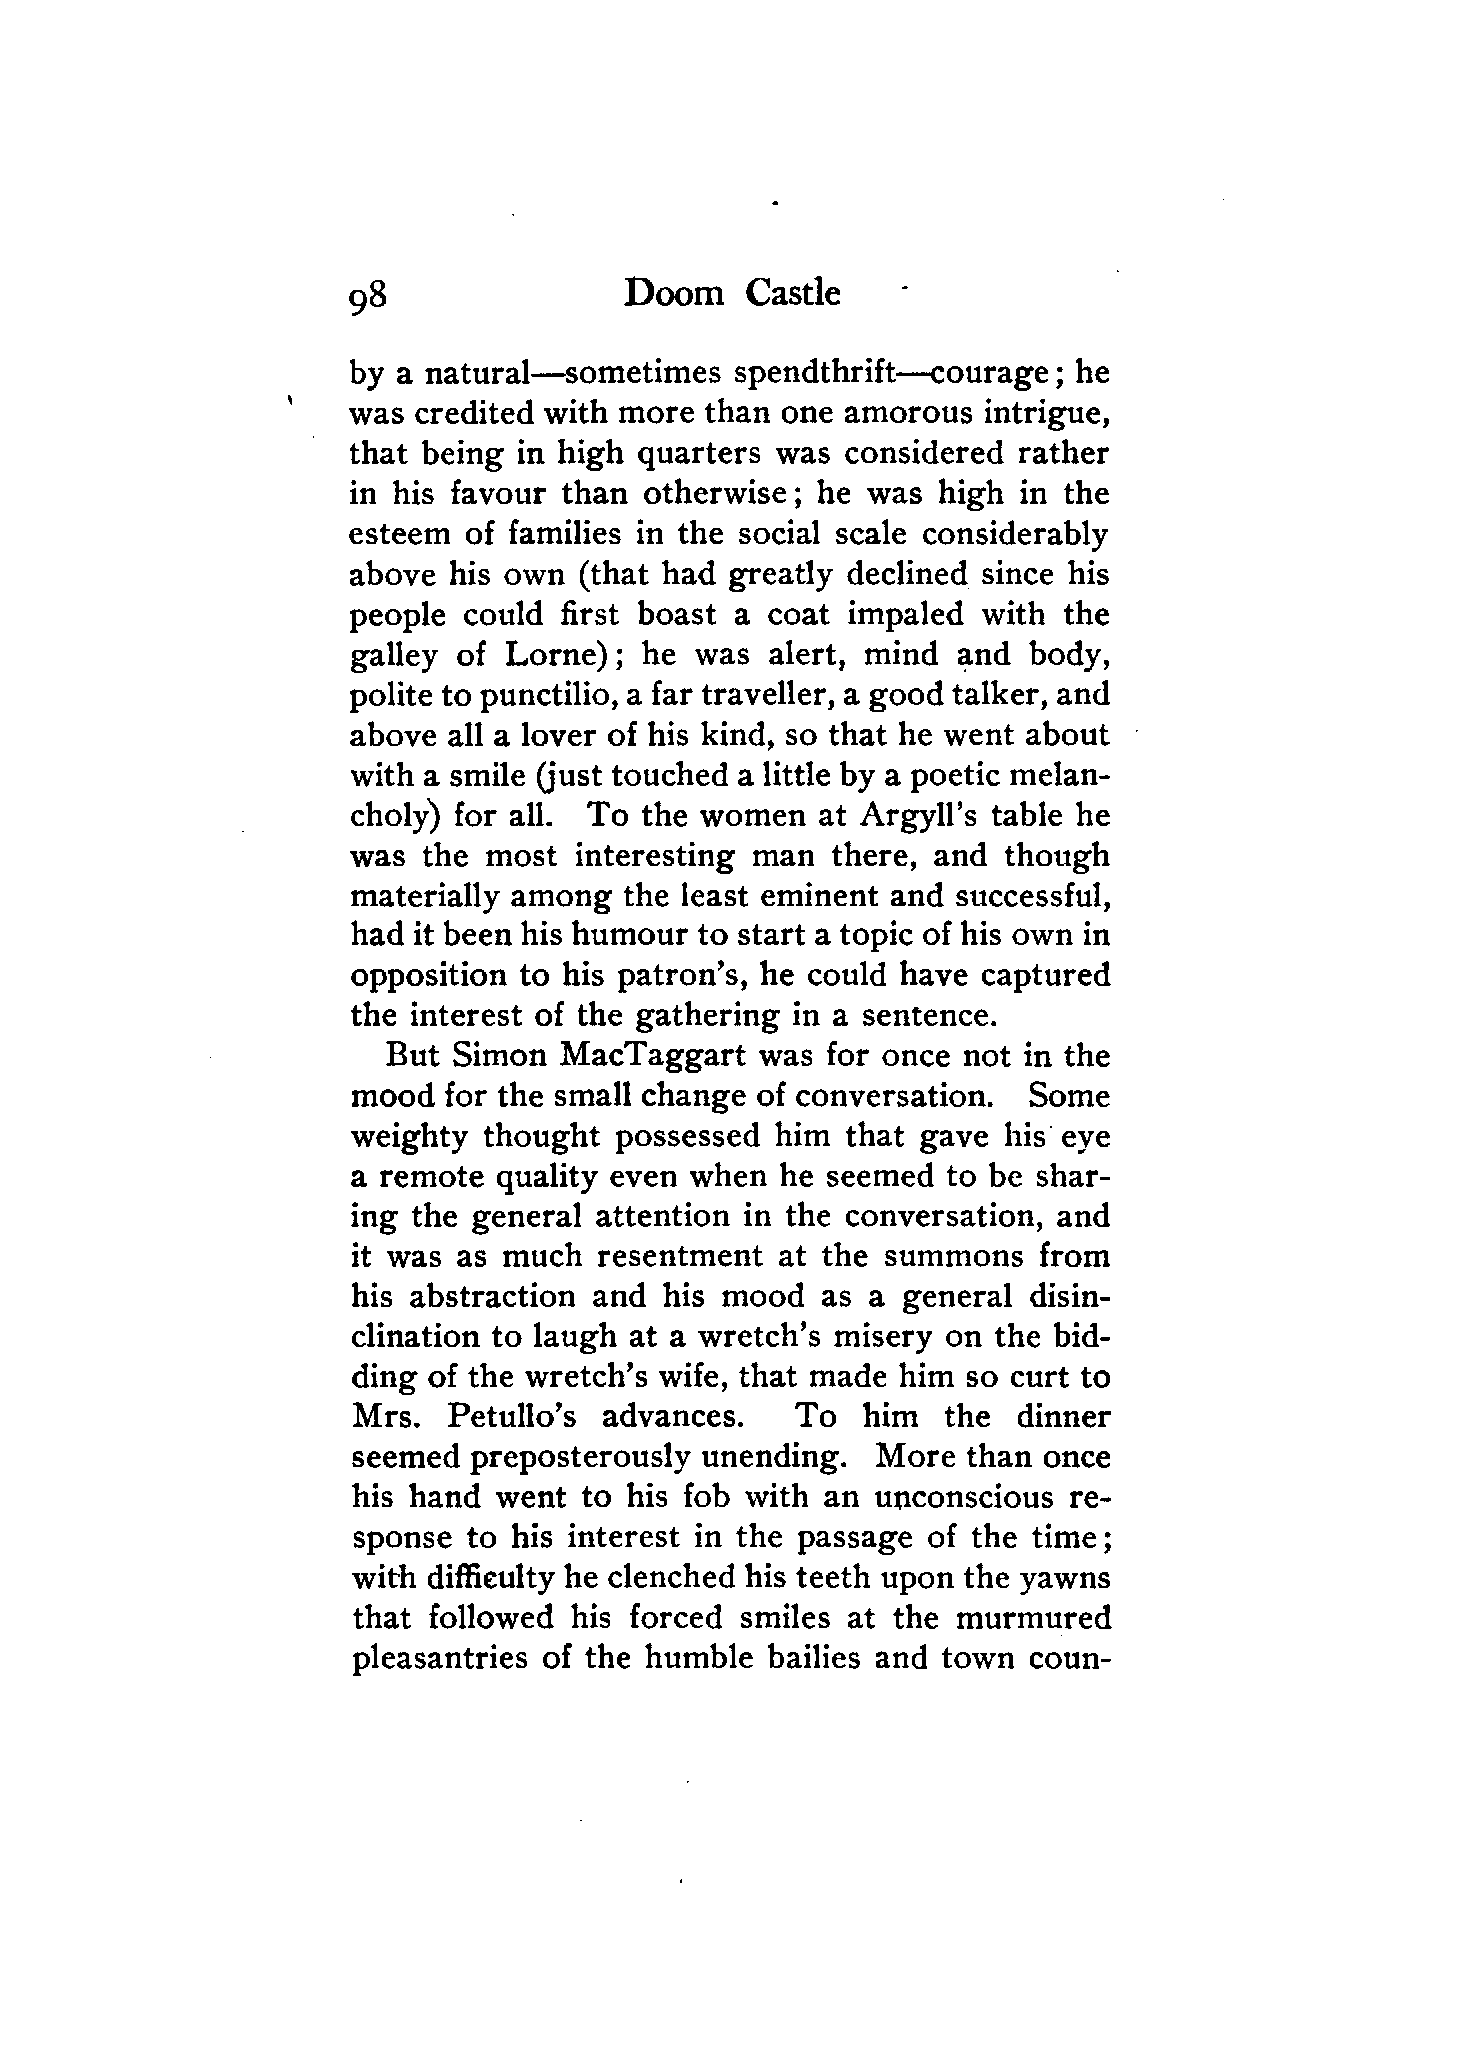 98 Doom Castle
by a natural—sometimes spendthrift—courage; he
was credited with more than one amorous intrigue,
that being in high quarters was considered rather
in his favour than otherwise; he was high in the
esteem of families in the social scale considerably
above his own (that had greatly declined since his
people could first boast a coat impaled with the
galley of Lorne); he was alert, mind and body,
polite to punctilio, a far traveller, a good talker, and
above all a lover of his kind, so that he went about
with a smile (just touched a little by a poetic melan-
choly) for all. To the women at Argyll's table he
was the most interesting man there, and though
materially among the least eminent and successful,
had it been his humour to start a topic of his own in
opposition to his patron's, he could have captured
the interest of the gathering in a sentence.
But Simon MacTaggart was for once not in the
mood for the small change of conversation. Some
weighty thought possessed him that gave his eye
a remote quality even when he seemed to be shar-
ing the general attention in the conversation, and
it was as much resentment at the summons from
his abstraction and his mood as a general disin-
clination to laugh at a wretch's misery on the bid-
ding of the wretch's wife, that made him so curt to
Mrs. Petullo's advances. To him the dinner
seemed preposterously unending. More than once
his hand went to his fob with an unconscious re-
sponse to his interest in the passage of the time;
with difficulty he clenched his teeth upon the yawns
that followed his forced smiles at the murmured
pleasantries of the humble bailies and town coun-